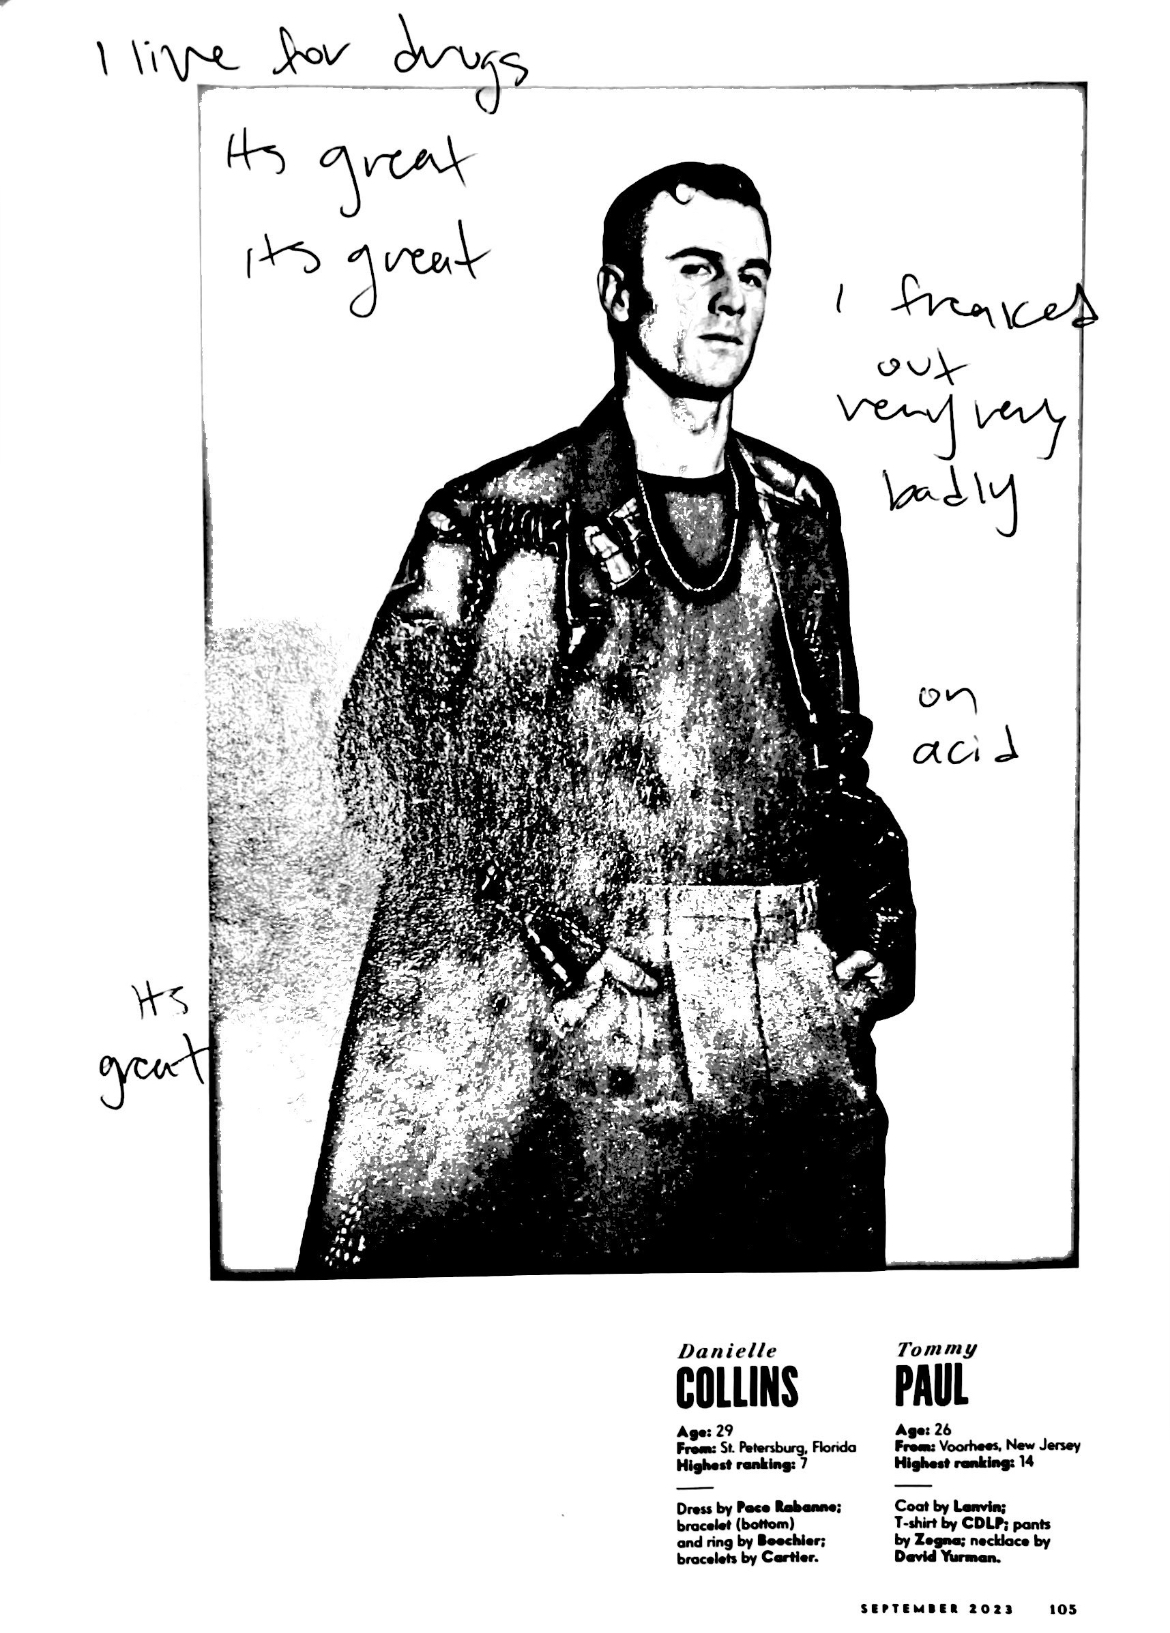 I live for drugs
Its great
its great
I freaked
out
very very
badly
on
acid
Its
great
Danielle
COLLINS
Age: 29
From: St. Petersburg, Florida
Highest ranking: 7
Dress by Paco Rabanne;
bracelet (bottom)
and ring by Beechler;
bracelets by Cartier.
Tommy
PAUL
Age: 26
From: Voorhees, New Jersey
Highest ranking: 14
Coat by Lanvin;
T-shirt by CDLP; pants
by Zegna; necklace by
David Yurman.
SEPTEMBER 2023 105